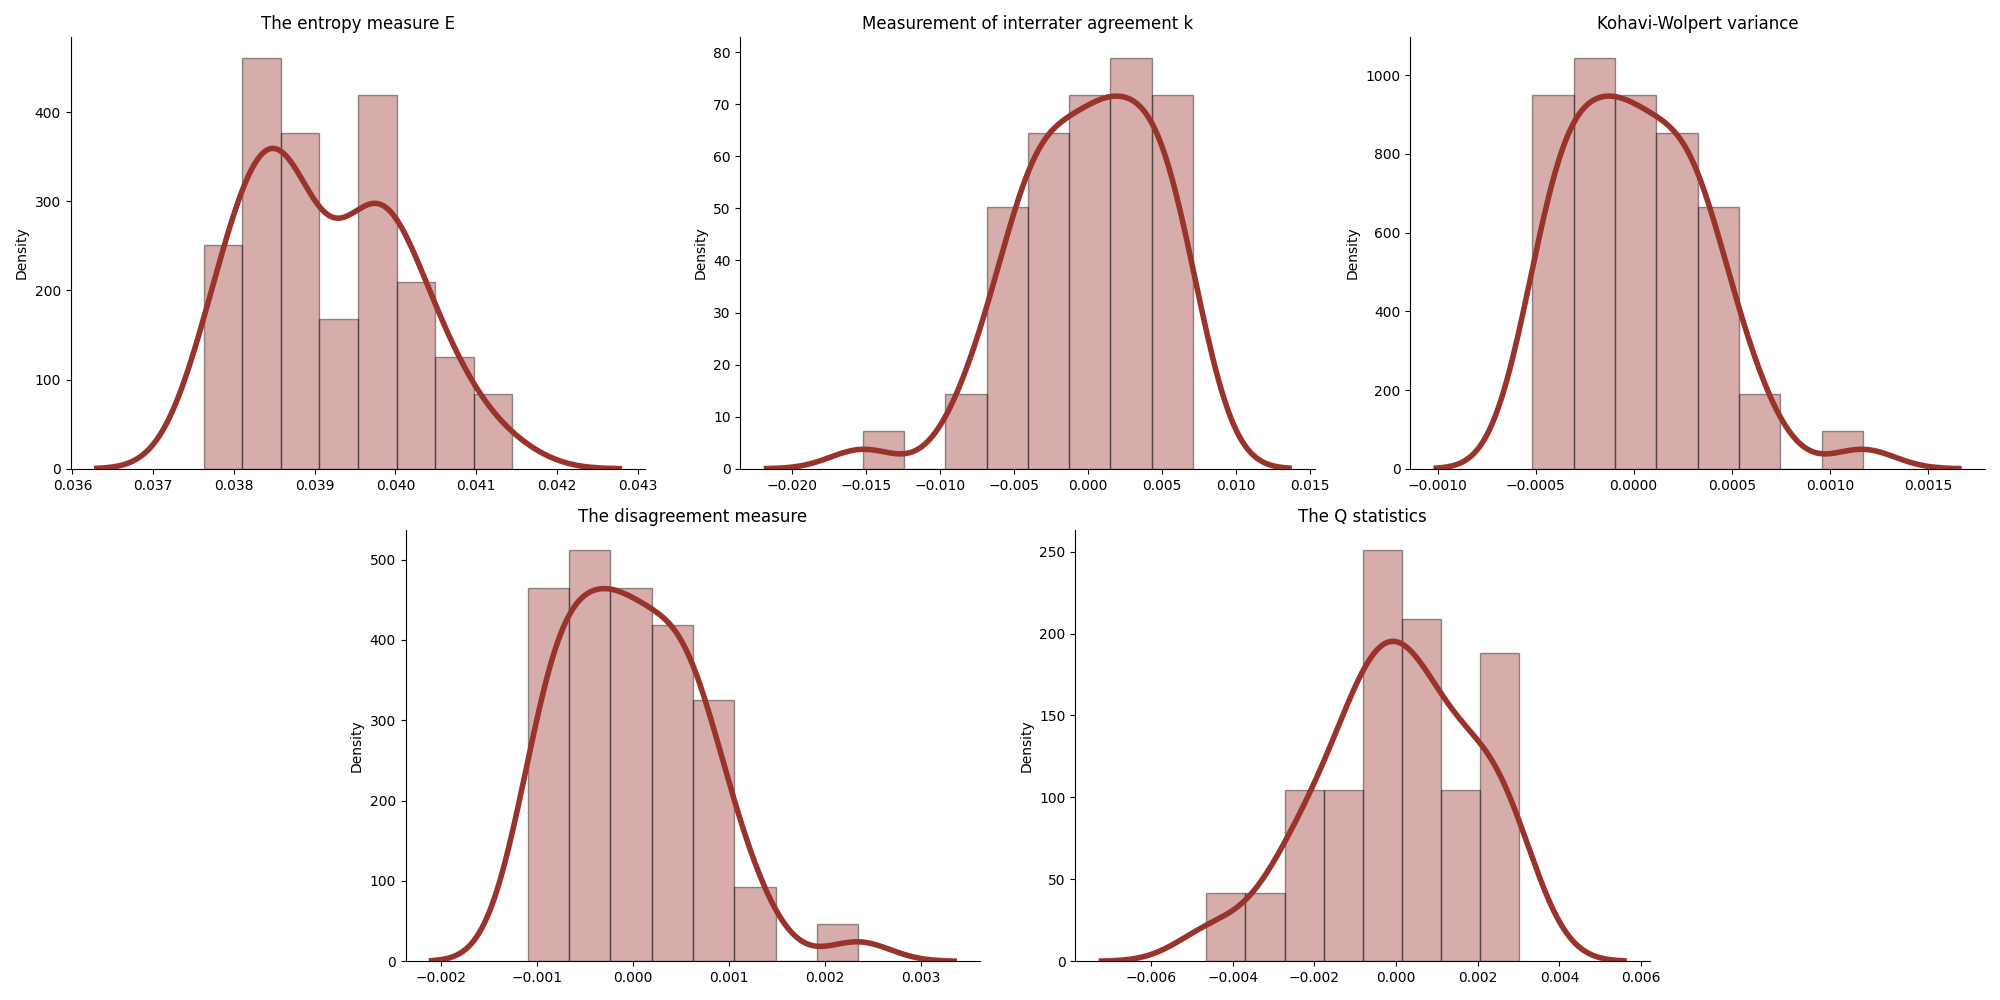 The entropy measure E
Measurement of interrater agreement k
Kohavi-Wolpert variance
Density
400
300
200
100
0
0.036 0.037 0.038 0.039 0.040 0.041 0.042 0.043
Density
80
70
60
50
40
30
20
10
0
−0.020 −0.015 −0.010 −0.005 0.000 0.005 0.010 0.015
Density
1000
800
600
400
200
0
−0.0010 −0.0005 0.0000 0.0005 0.0010 0.0015
The disagreement measure
The Q statistics
Density
500
400
300
200
100
0
−0.002 −0.001 0.000 0.001 0.002 0.003
Density
250
200
150
100
50
0
−0.006 −0.004 −0.002 0.000 0.002 0.004 0.006